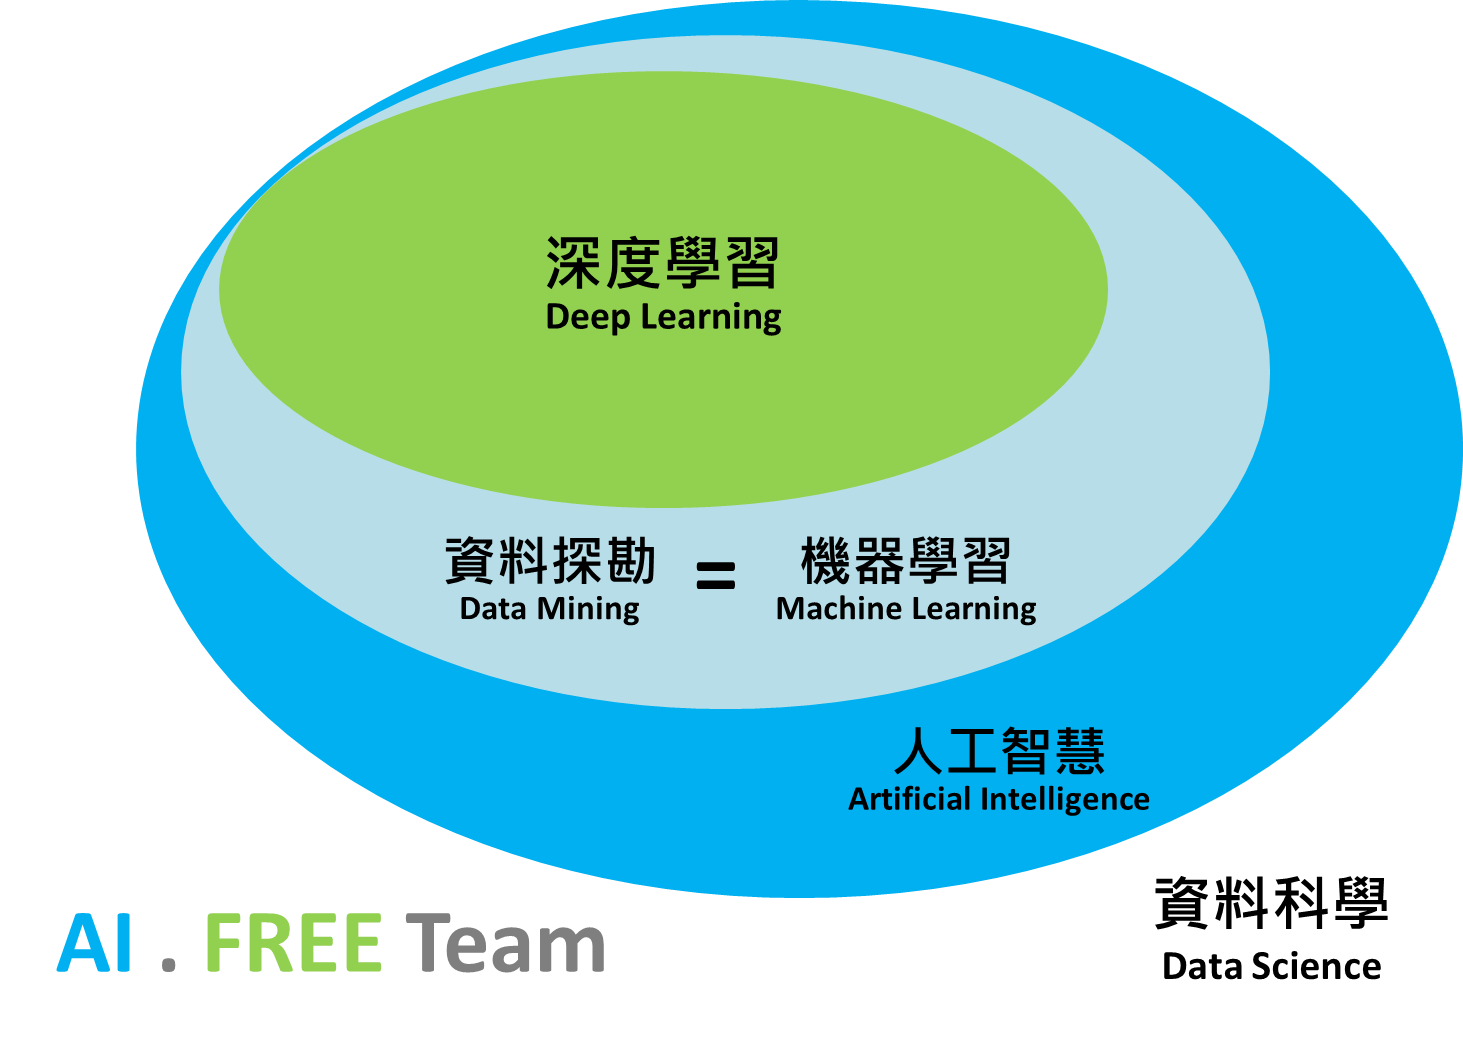 深度學習
Deep Learning
資料探勘 = 機器學習
Data Mining Machine Learning
人工智慧
Artificial Intelligence
資料科學
Data Science
AI . FREE Team